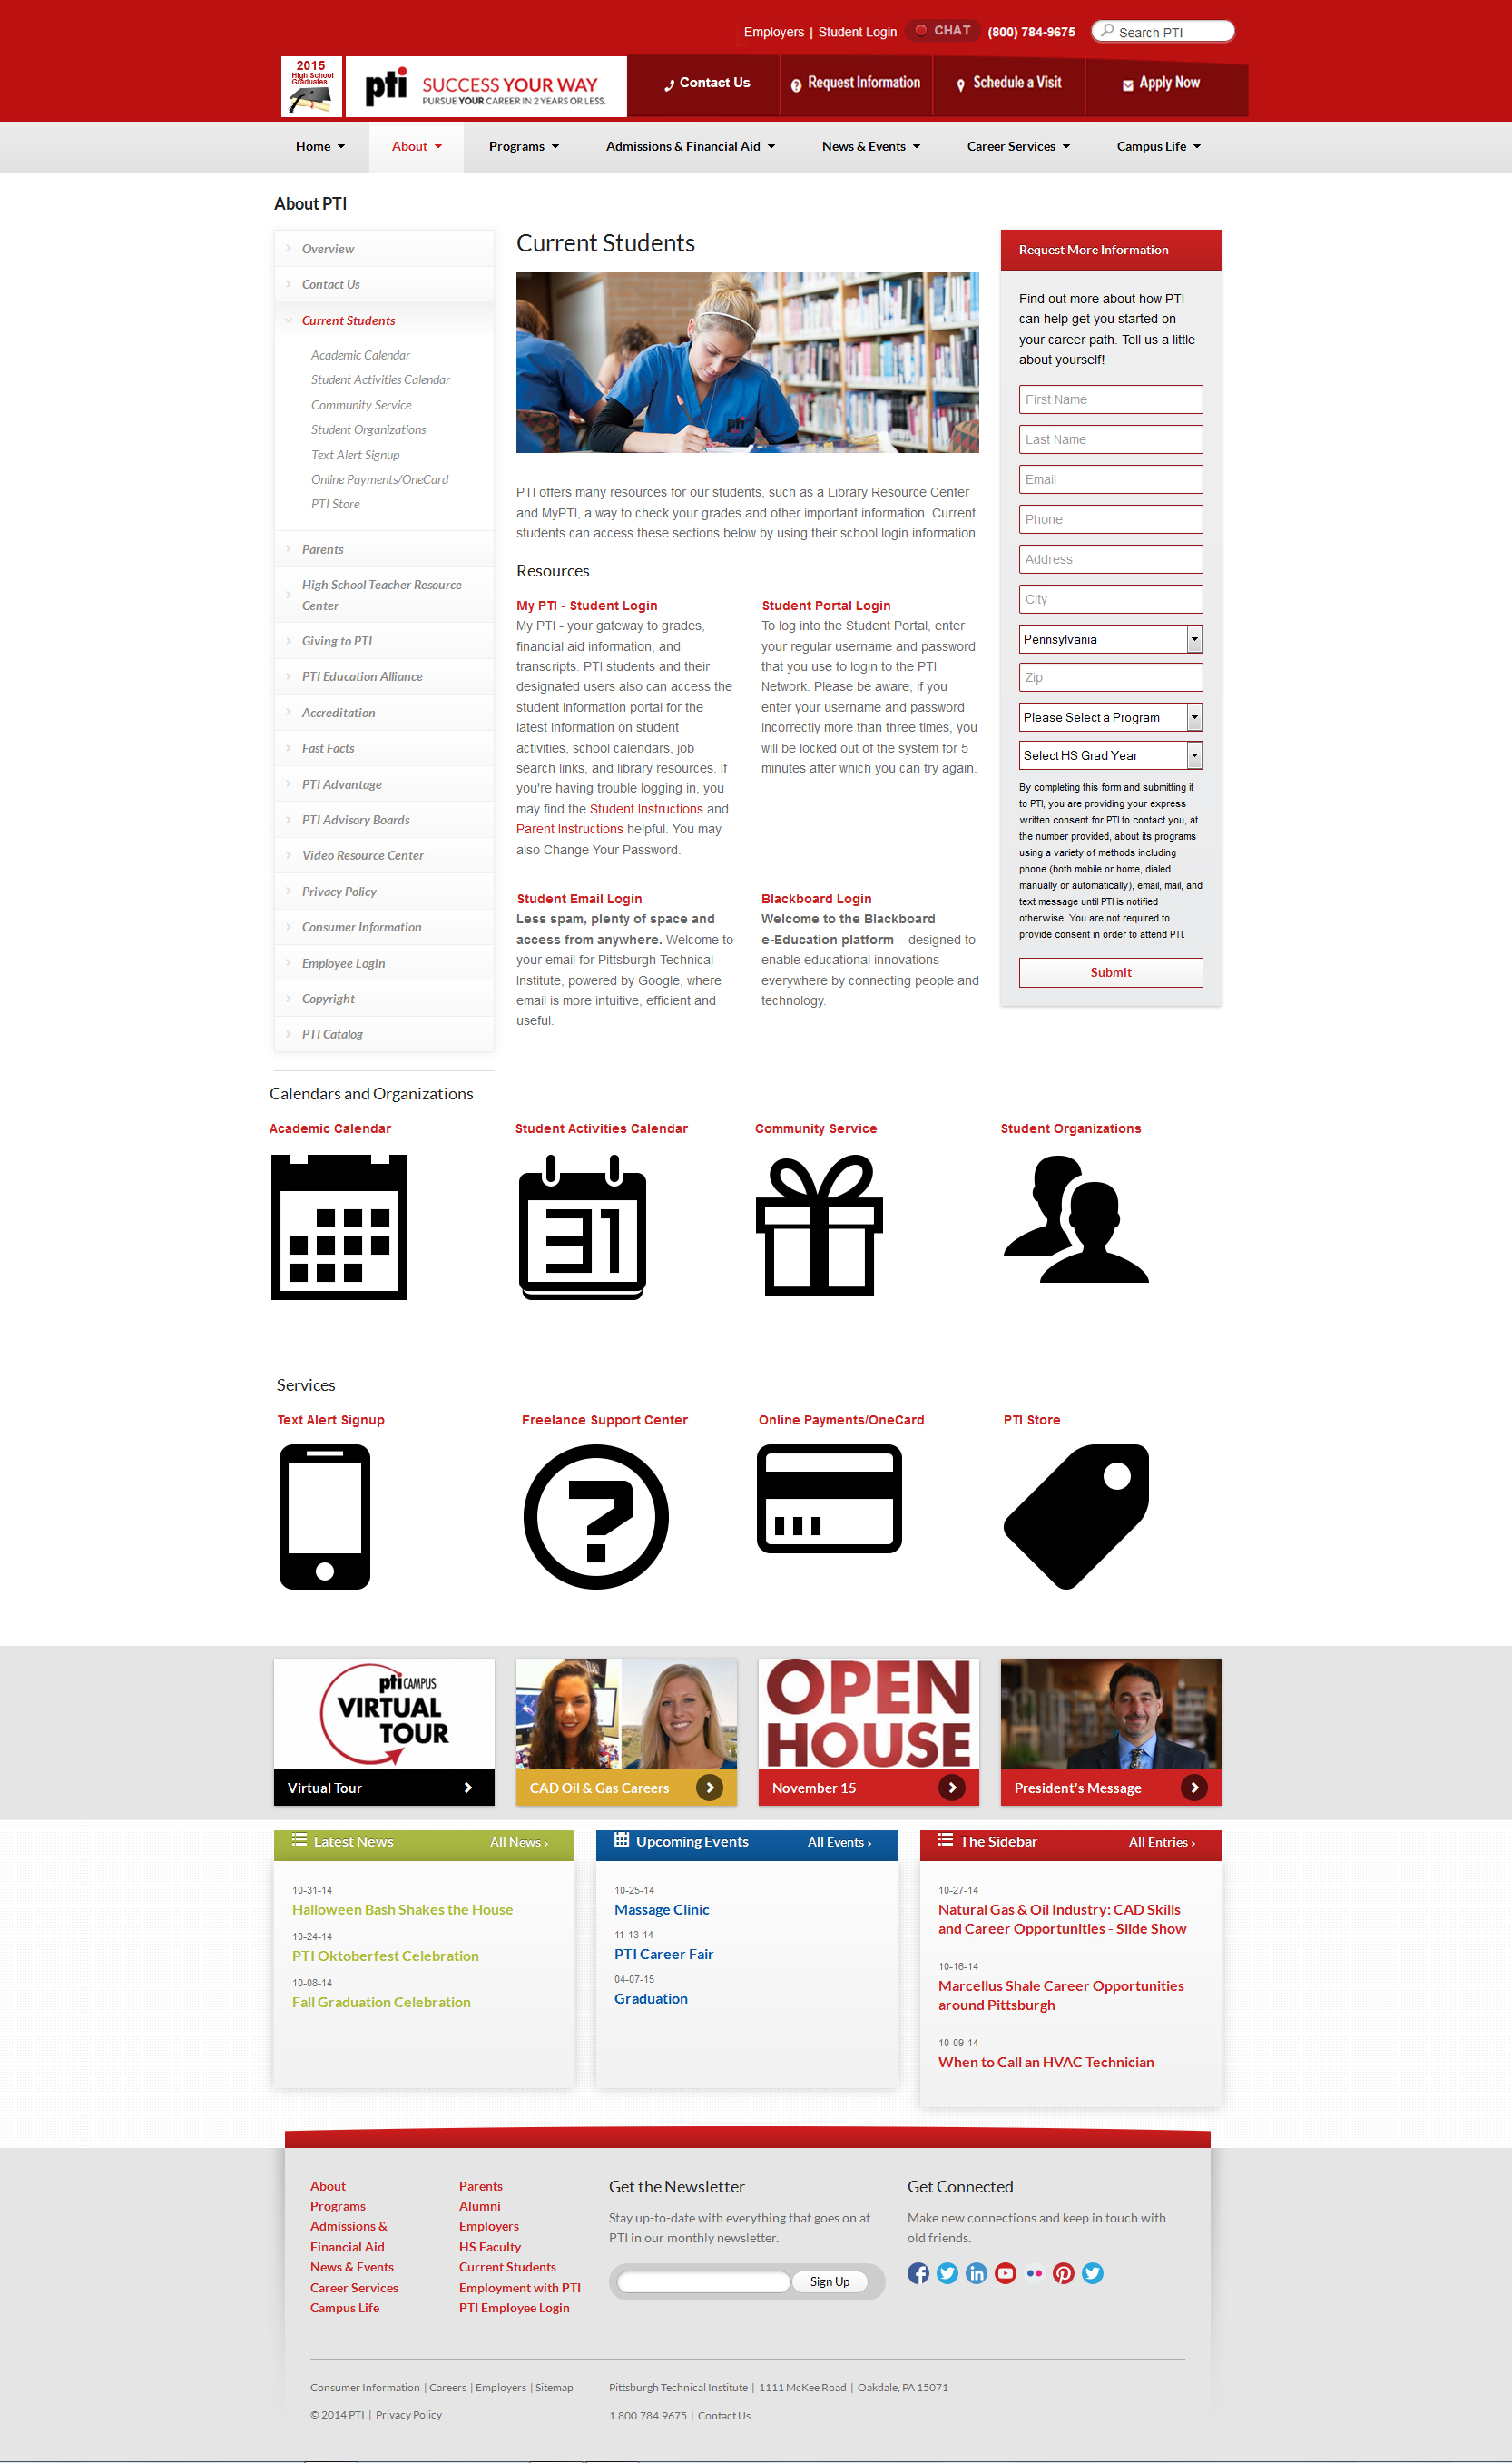 Employers | Student Login CHAT (800) 784-9675 Search PTI
2015
High School
Graduates
pti SUCCESS YOUR WAY
PURSUE YOUR CAREER IN 2 YEARS OR LESS.
Contact Us Request Information Schedule a Visit Apply Now
Home About Programs Admissions & Financial Aid News & Events Career Services Campus Life
About PTI
Overview
Contact Us
Current Students
Academic Calendar
Student Activities Calendar
Community Service
Student Organizations
Text Alert Signup
Online Payments/OneCard
PTI Store
Parents
High School Teacher Resource
Center
Giving to PTI
PTI Education Alliance
Accreditation
Fast Facts
PTI Advantage
PTI Advisory Boards
Video Resource Center
Privacy Policy
Consumer Information
Employee Login
Copyright
PTI Catalog
Current Students
pti
PTI offers many resources for our students, such as a Library Resource Center
and MyPTI, a way to check your grades and other important information. Current
students can access these sections below by using their school login information.
Resources
My PTI - Student Login
My PTI - your gateway to grades,
financial aid information, and
transcripts. PTI students and their
designated users also can access the
student information portal for the
latest information on student
activities, school calendars, job
search links, and library resources. If
you're having trouble logging in, you
may find the Student Instructions and
Parent Instructions helpful. You may
also Change Your Password.
Student Portal Login
To log into the Student Portal, enter
your regular username and password
that you use to login to the PTI
Network. Please be aware, if you
enter your username and password
incorrectly more than three times, you
will be locked out of the system for 5
minutes after which you can try again.
Student Email Login
Less spam, plenty of space and
access from anywhere. Welcome to
your email for Pittsburgh Technical
Institute, powered by Google, where
email is more intuitive, efficient and
useful.
Blackboard Login
Welcome to the Blackboard
e-Education platform – designed to
enable educational innovations
everywhere by connecting people and
technology.
Request More Information
Find out more about how PTI
can help get you started on
your career path. Tell us a little
about yourself!
First Name
Last Name
Email
Phone
Address
City
Pennsylvania
Zip
Please Select a Program
Select HS Grad Year
By completing this form and submitting it
to PTI, you are providing your express
written consent for PTI to contact you, at
the number provided, about its programs
using a variety of methods including
phone (both mobile or home, dialed
manually or automatically), email, mail, and
text message until PTI is notified
otherwise. You are not required to
provide consent in order to attend PTI.
Submit
Calendars and Organizations
Academic Calendar Student Activities Calendar Community Service Student Organizations
31
Services
Text Alert Signup Freelance Support Center Online Payments/OneCard PTI Store
?
pti CAMPUS
VIRTUAL
TOUR
Virtual Tour
CAD Oil & Gas Careers
OPEN
HOUSE
November 15
President's Message
Latest News All News ›
10-31-14
Halloween Bash Shakes the House
10-24-14
PTI Oktoberfest Celebration
10-08-14
Fall Graduation Celebration
Upcoming Events All Events ›
10-25-14
Massage Clinic
11-13-14
PTI Career Fair
04-07-15
Graduation
The Sidebar All Entries ›
10-27-14
Natural Gas & Oil Industry: CAD Skills
and Career Opportunities - Slide Show
10-16-14
Marcellus Shale Career Opportunities
around Pittsburgh
10-09-14
When to Call an HVAC Technician
About
Programs
Admissions &
Financial Aid
News & Events
Career Services
Campus Life
Parents
Alumni
Employers
HS Faculty
Current Students
Employment with PTI
PTI Employee Login
Get the Newsletter
Stay up-to-date with everything that goes on at
PTI in our monthly newsletter.
Sign Up
Get Connected
Make new connections and keep in touch with
old friends.
Consumer Information | Careers | Employers | Sitemap
© 2014 PTI | Privacy Policy
Pittsburgh Technical Institute | 1111 McKee Road | Oakdale, PA 15071
1.800.784.9675 | Contact Us